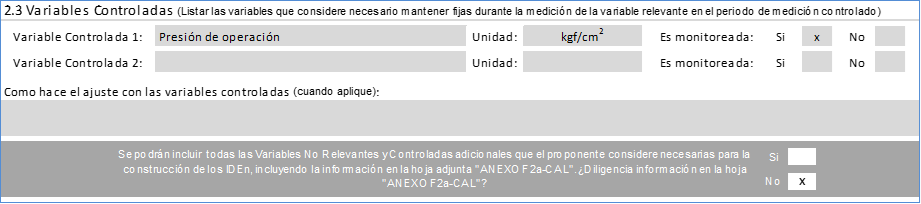 2.3 Variables Controladas (Listar las variables que considere necesario mantener fijas durante la medición de la variable relevante en el periodo de medición controlado)
Variable Controlada 1: Presión de operación Unidad: kgf/cm² Es monitoreada: Si x No
Variable Controlada 2: Unidad: Es monitoreada: Si No
Como hace el ajuste con las variables controladas (cuando aplique):
Se podrán incluir todas las Variables No Relevantes y Controladas adicionales que el proponente considere necesarias para la
construcción de los IDEn, incluyendo la información en la hoja adjunta "ANEXO F2a-CAL". ¿Diligencia información en la hoja
"ANEXO F2a-CAL"?
Si
No x